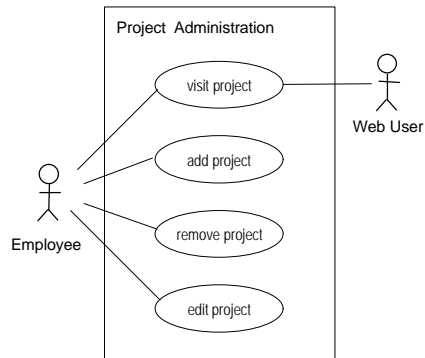 Project Administration
visit project
Web User
add project
Employee
remove project
edit project